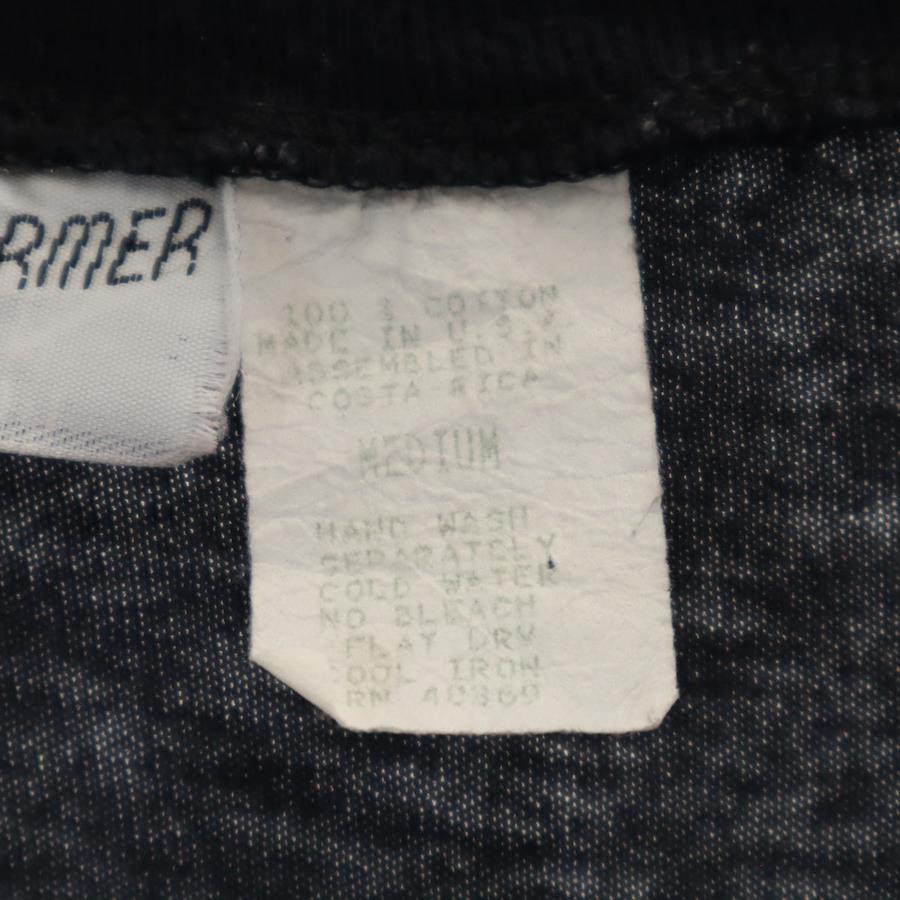 RMER
100 % COTTON
MADE IN U.S.A
ASSEMBLED IN
COSTA RICA
MEDIUM
HAND WASH
SEPARATELY
COLD WATER
NO BLEACH
FLAT DRY
COOL IRON
RN